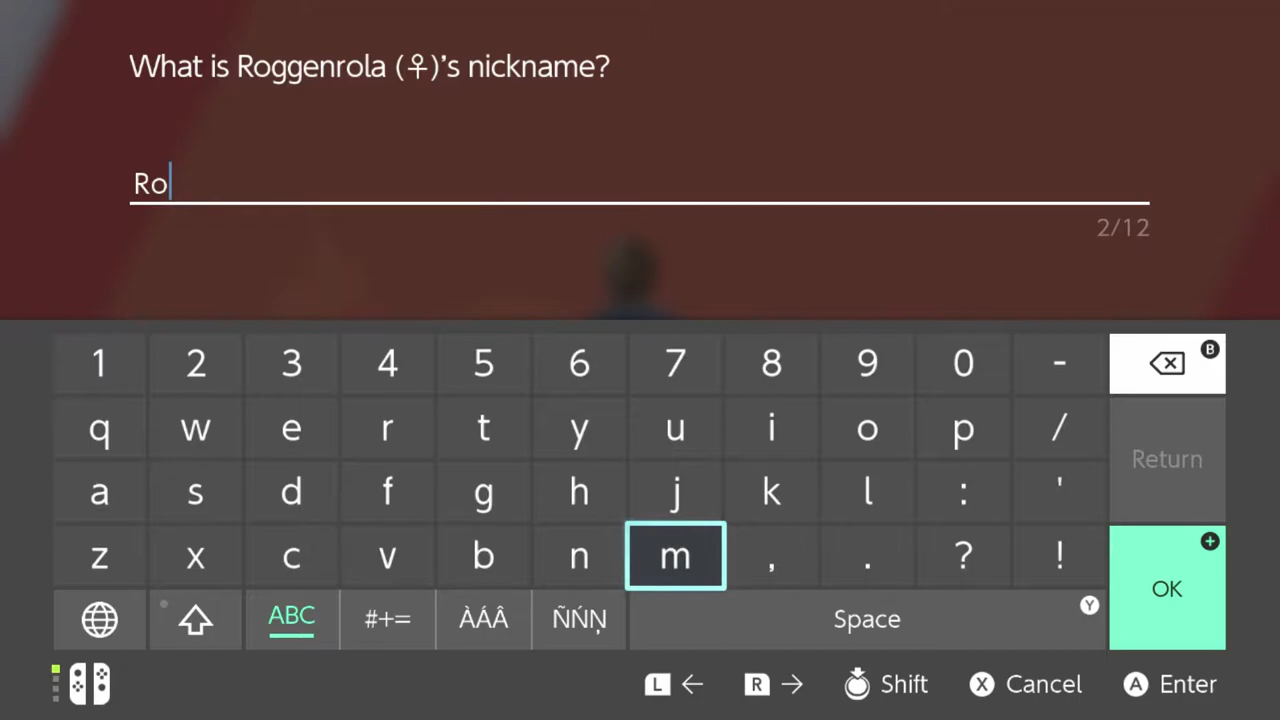 What is Roggenrola (♀)'s nickname?
Ro
2/12
1 2 3 4 5 6 7 8 9 0 - B
q w e r t y u i o p /
Return
a s d f g h j k l : '
z x c v b n m , . ? !
OK
ABC #+= ÀÁÂ ÑŃŅ Space Y
L ← R → Shift X Cancel A Enter